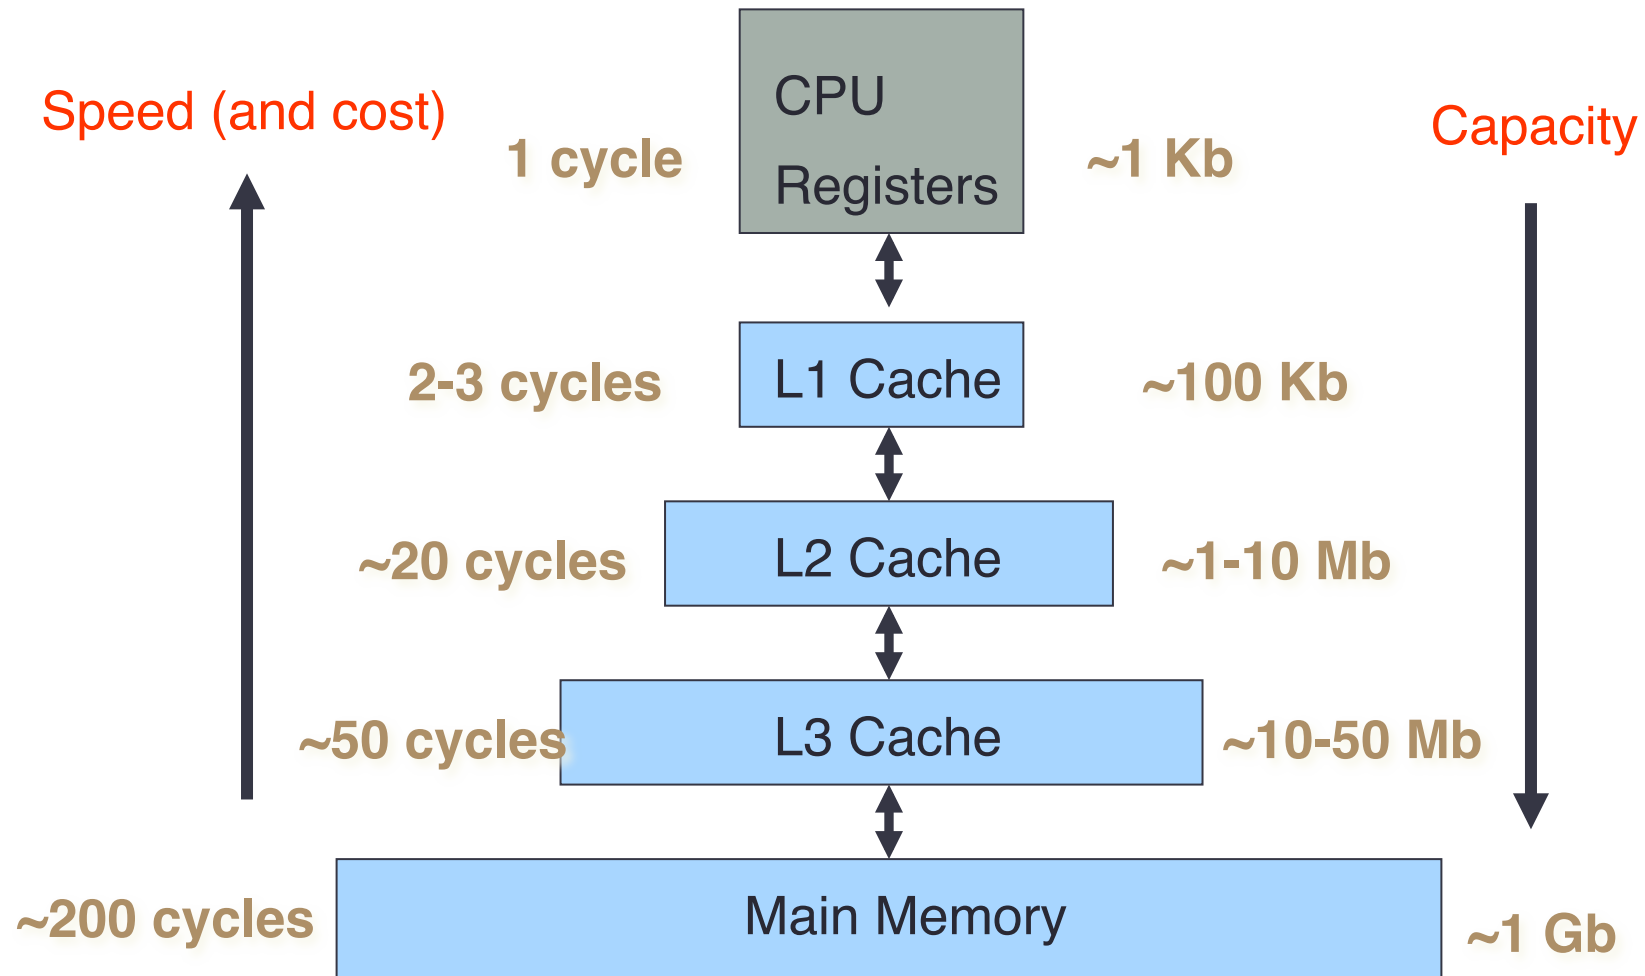 Speed (and cost)
Capacity
CPU
Registers
1 cycle
~1 Kb
2-3 cycles
L1 Cache
~100 Kb
~20 cycles
L2 Cache
~1-10 Mb
~50 cycles
L3 Cache
~10-50 Mb
~200 cycles
Main Memory
~1 Gb